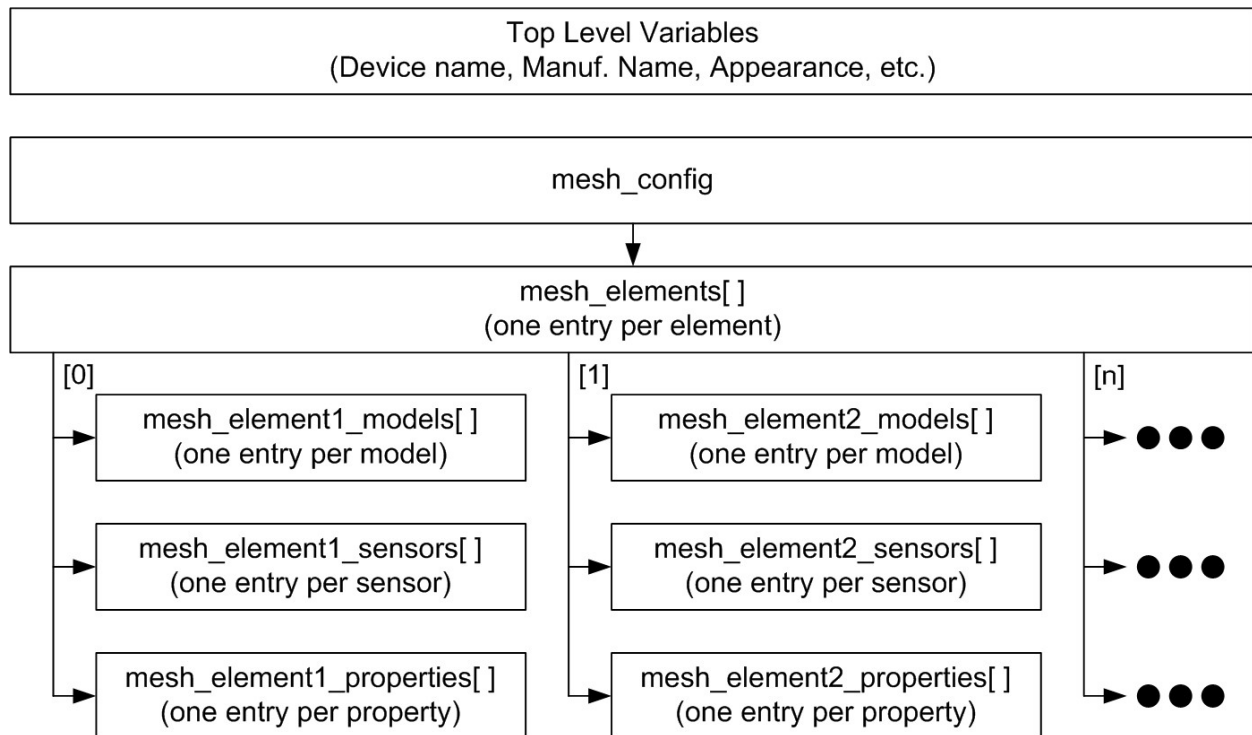 Top Level Variables
(Device name, Manuf. Name, Appearance, etc.)
mesh_config
mesh_elements[ ]
(one entry per element)
[0]
[1]
[n]
mesh_element1_models[ ]
(one entry per model)
mesh_element2_models[ ]
(one entry per model)
mesh_element1_sensors[ ]
(one entry per sensor)
mesh_element2_sensors[ ]
(one entry per sensor)
mesh_element1_properties[ ]
(one entry per property)
mesh_element2_properties[ ]
(one entry per property)